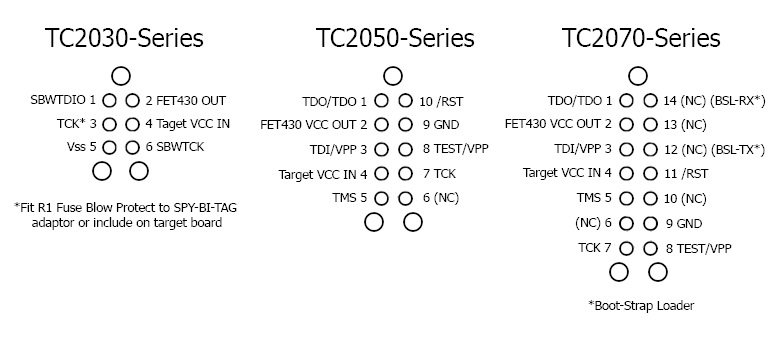 TC2030-Series
SBWTDIO 1 2 FET430 OUT
TCK* 3 4 Taget VCC IN
Vss 5 6 SBWTCK
*Fit R1 Fuse Blow Protect to SPY-BI-TAG
adaptor or include on target board
TC2050-Series
TDO/TDO 1 10 /RST
FET430 VCC OUT 2 9 GND
TDI/VPP 3 8 TEST/VPP
Target VCC IN 4 7 TCK
TMS 5 6 (NC)
TC2070-Series
TDO/TDO 1 14 (NC) (BSL-RX*)
FET430 VCC OUT 2 13 (NC)
TDI/VPP 3 12 (NC) (BSL-TX*)
Target VCC IN 4 11 /RST
TMS 5 10 (NC)
(NC) 6 9 GND
TCK 7 8 TEST/VPP
*Boot-Strap Loader